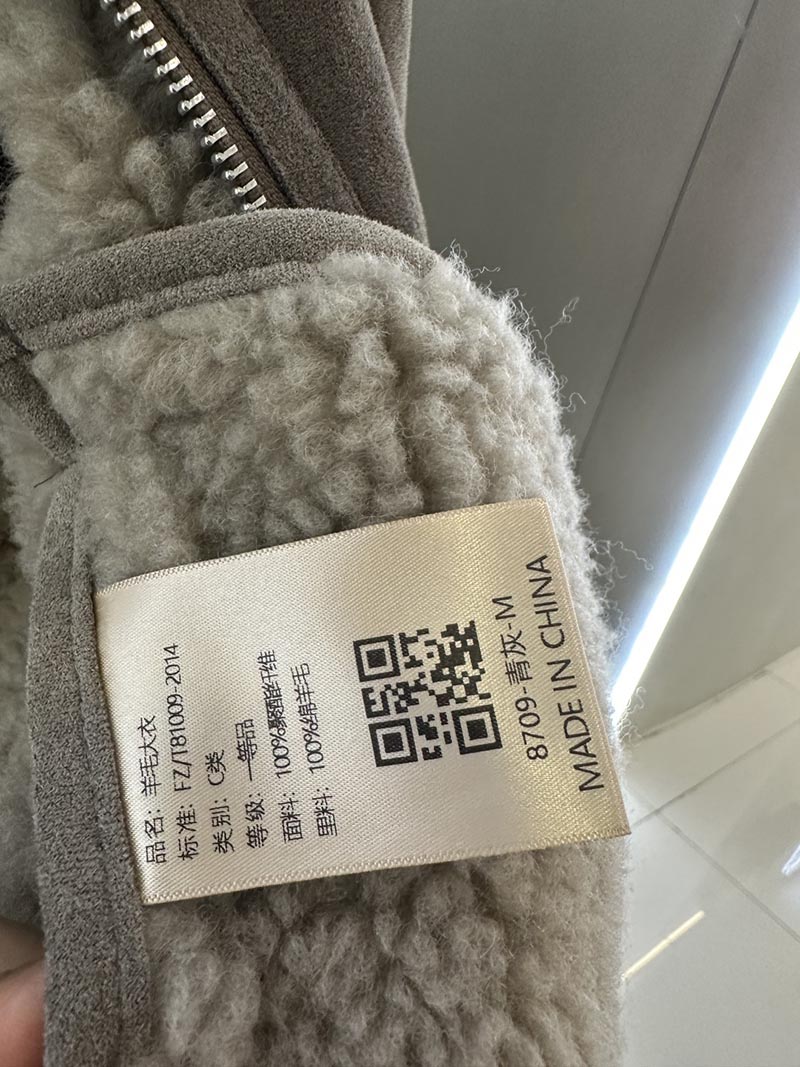 品名: 羊毛大衣
标准: FZ/T81009-2014
类别: C类
等级: 一等品
面料: 100%聚酯纤维
里料: 100%绵羊毛
8709-青灰-M
MADE IN CHINA